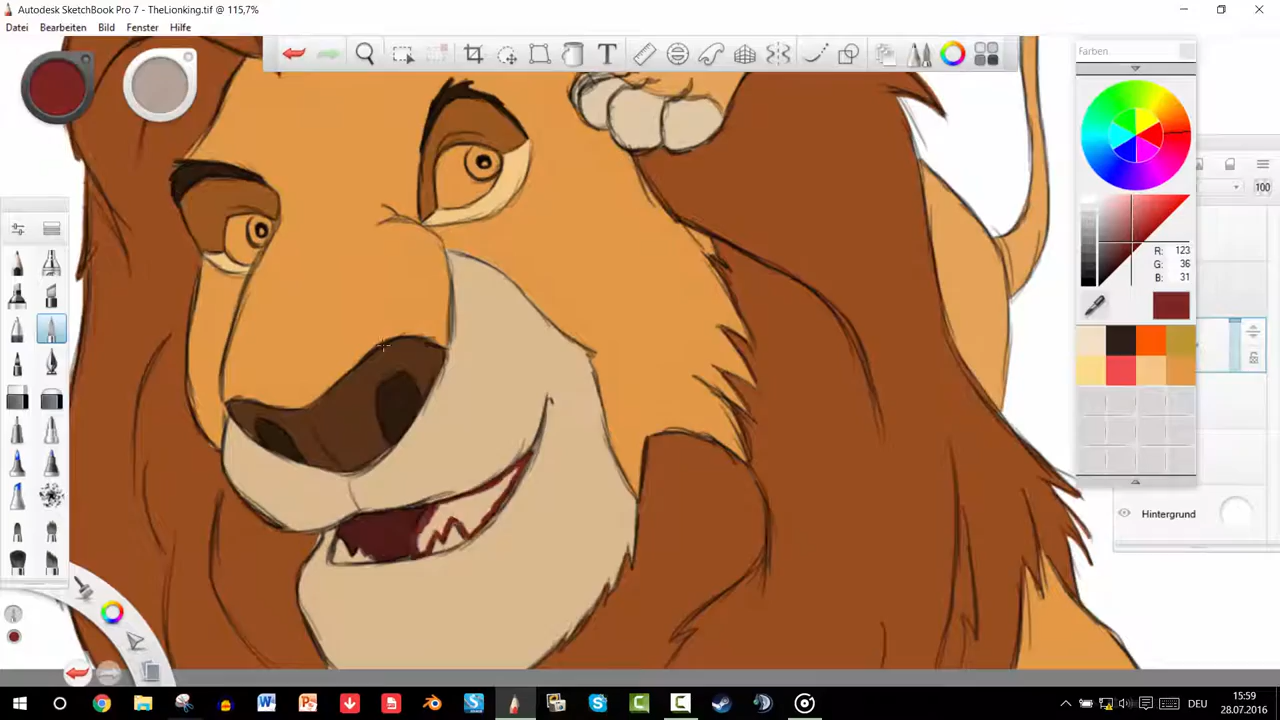 Autodesk SketchBook Pro 7 - TheLionking.tif @ 115,7%
Datei Bearbeiten Bild Fenster Hilfe
T
Farben
100
R: 123
G: 36
B: 31
Hintergrund
W
P
S
DEU
15:59
28.07.2016